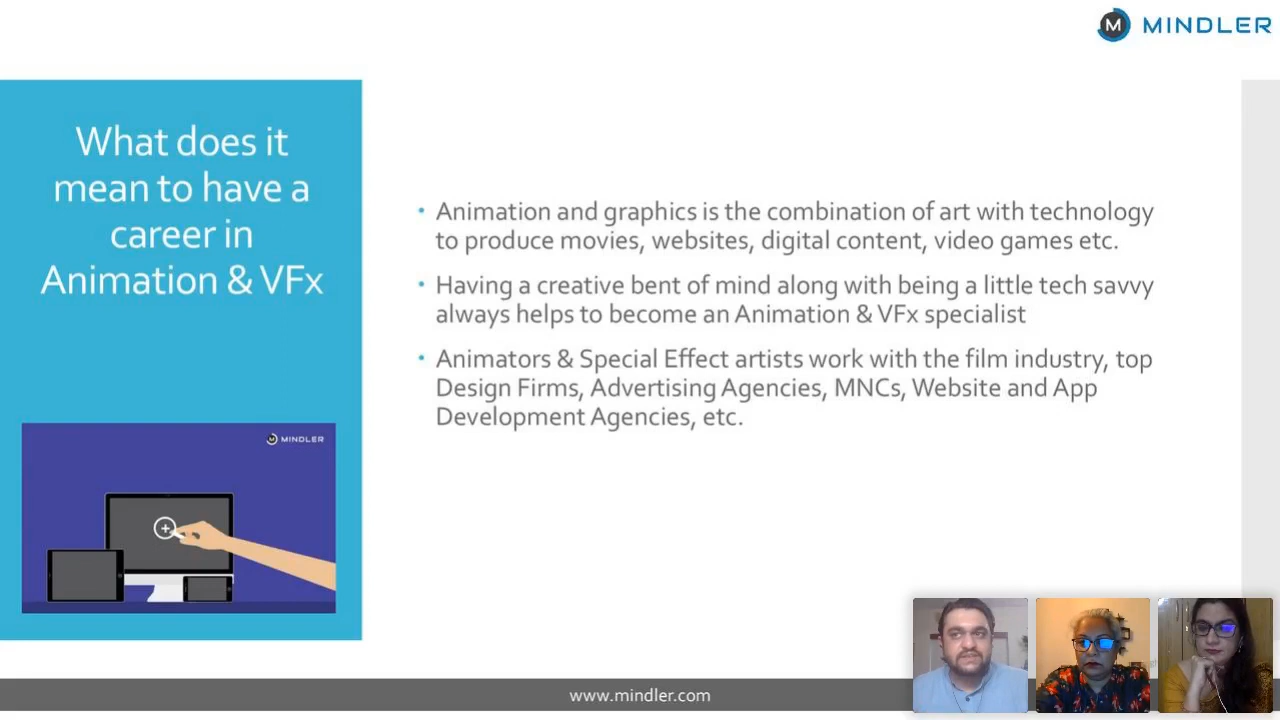 MINDLER
What does it
mean to have a
career in
Animation & VFx
• Animation and graphics is the combination of art with technology
to produce movies, websites, digital content, video games etc.
• Having a creative bent of mind along with being a little tech savvy
always helps to become an Animation & VFx specialist
• Animators & Special Effect artists work with the film industry, top
Design Firms, Advertising Agencies, MNCs, Website and App
Development Agencies, etc.
MINDLER
www.mindler.com